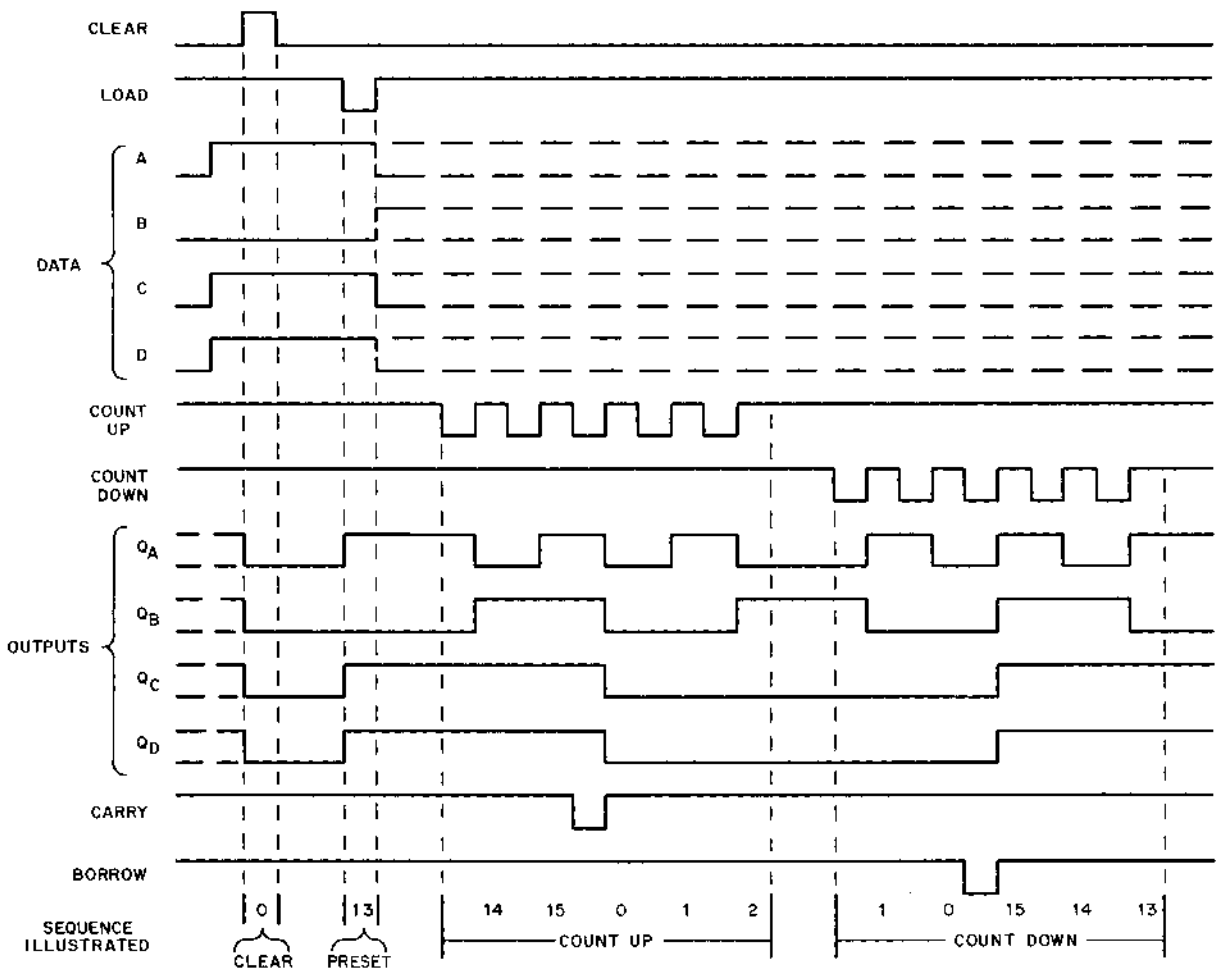 CLEAR
LOAD
A
B
DATA
C
D
COUNT
UP
COUNT
DOWN
QA
QB
OUTPUTS
QC
QD
CARRY
BORROW
SEQUENCE
ILLUSTRATED
0 13 14 15 0 1 2 1 0 15 14 13
COUNT UP COUNT DOWN
CLEAR PRESET